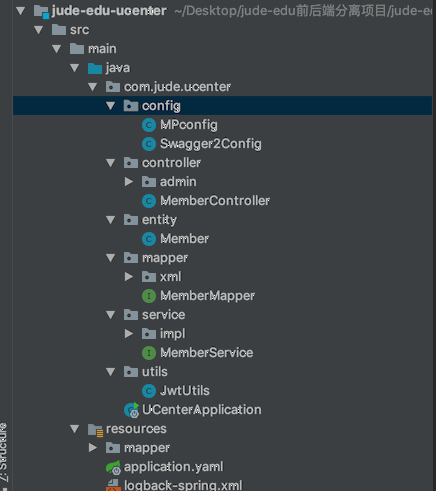 jude-edu-ucenter ~/Desktop/jude-edu前后端分离项目/jude-e
src
main
java
com.jude.ucenter
config
MPconfig
Swagger2Config
controller
admin
MemberController
entity
Member
mapper
xml
MemberMapper
service
impl
MemberService
utils
JwtUtils
UCenterApplication
resources
mapper
application.yaml
logback-spring.xml
Z: Structure